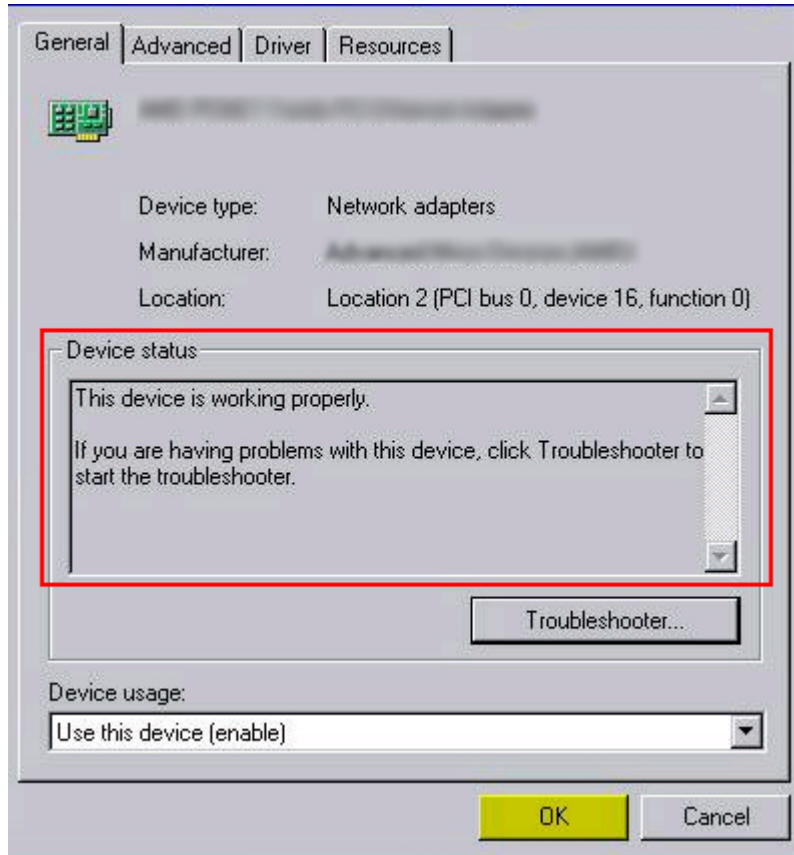 General Advanced Driver Resources
Device type: Network adapters
Manufacturer:
Location: Location 2 (PCI bus 0, device 16, function 0)
Device status
This device is working properly.
If you are having problems with this device, click Troubleshooter to
start the troubleshooter.
Troubleshooter...
Device usage:
Use this device (enable)
OK Cancel